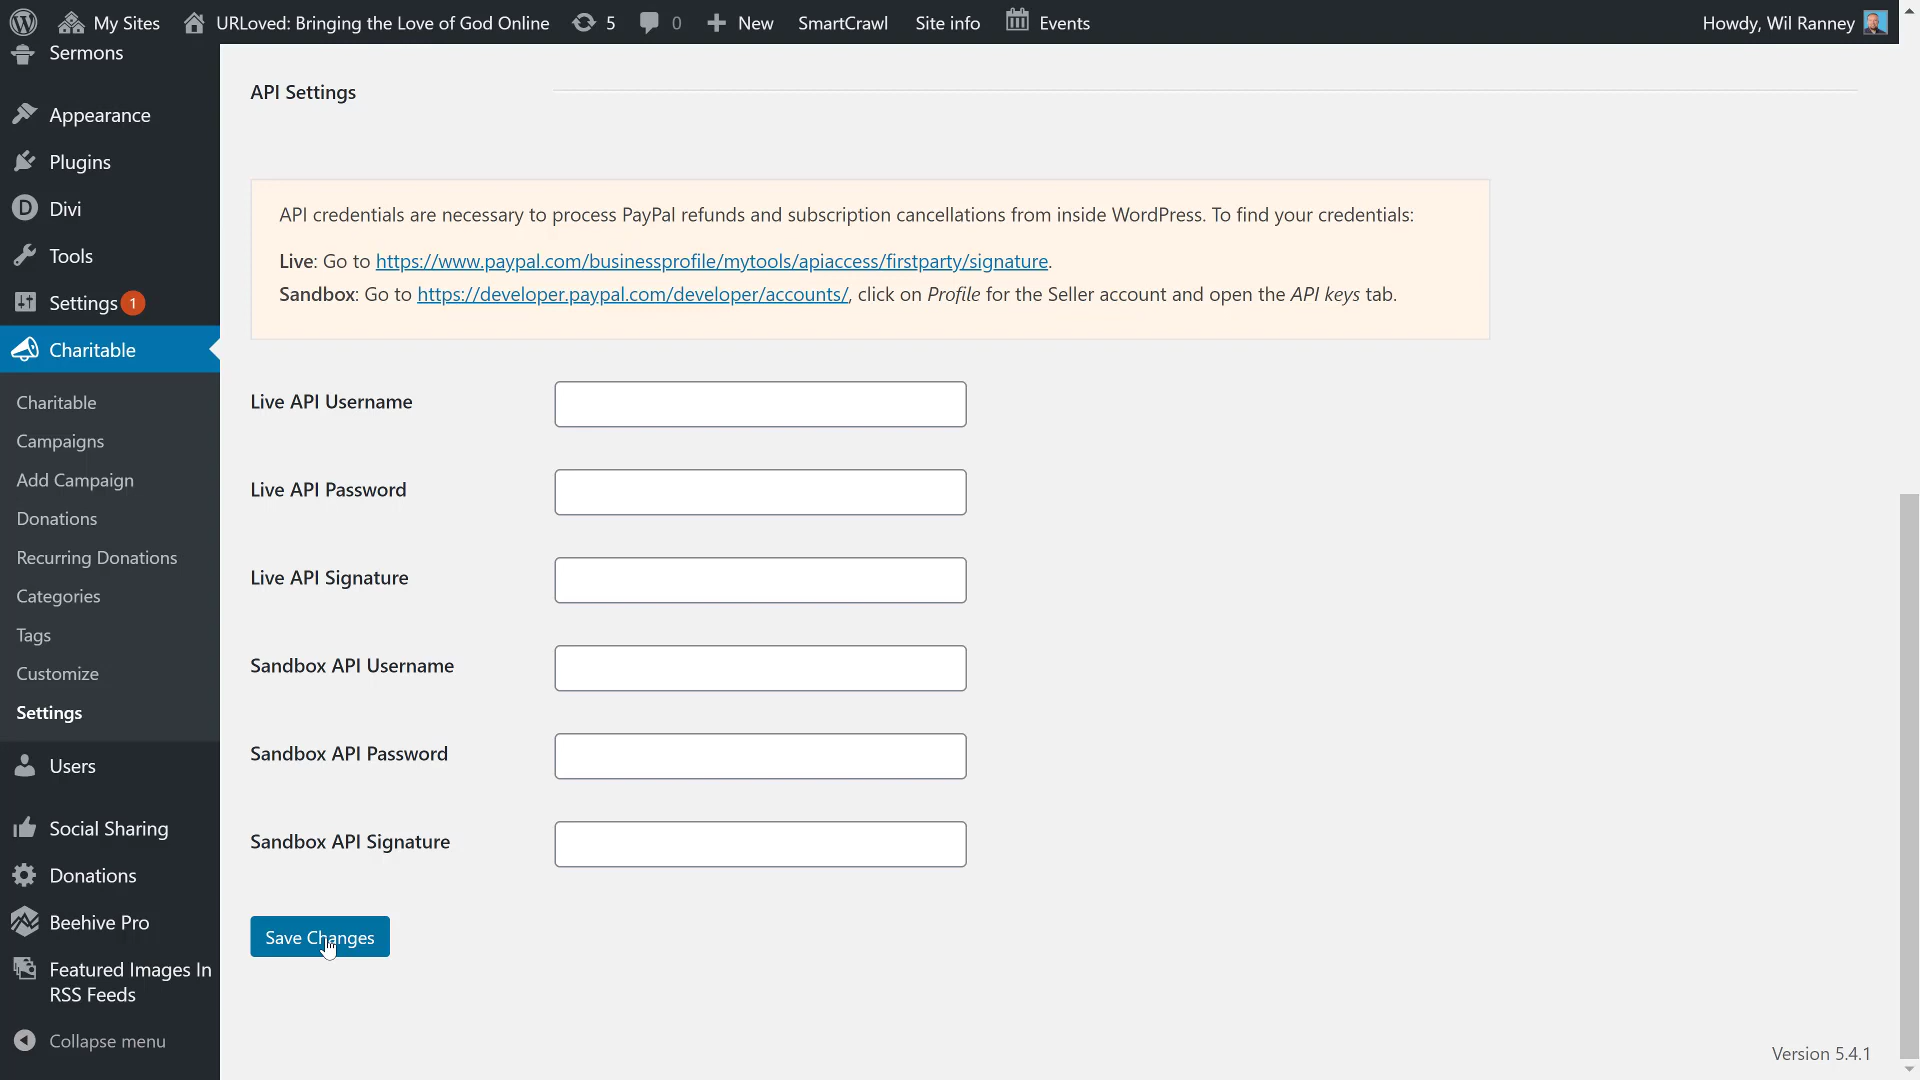 My Sites
URLoved: Bringing the Love of God Online
5
0
New
SmartCrawl
Site info
Events
Howdy, Wil Ranney
Sermons
Appearance
Plugins
Divi
Tools
Settings 1
Charitable
Charitable
Campaigns
Add Campaign
Donations
Recurring Donations
Categories
Tags
Customize
Settings
Users
Social Sharing
Donations
Beehive Pro
Featured Images In
RSS Feeds
Collapse menu
API Settings
API credentials are necessary to process PayPal refunds and subscription cancellations from inside WordPress. To find your credentials:
Live: Go to https://www.paypal.com/businessprofile/mytools/apiaccess/firstparty/signature.
Sandbox: Go to https://developer.paypal.com/developer/accounts/, click on Profile for the Seller account and open the API keys tab.
Live API Username
Live API Password
Live API Signature
Sandbox API Username
Sandbox API Password
Sandbox API Signature
Save Changes
Version 5.4.1